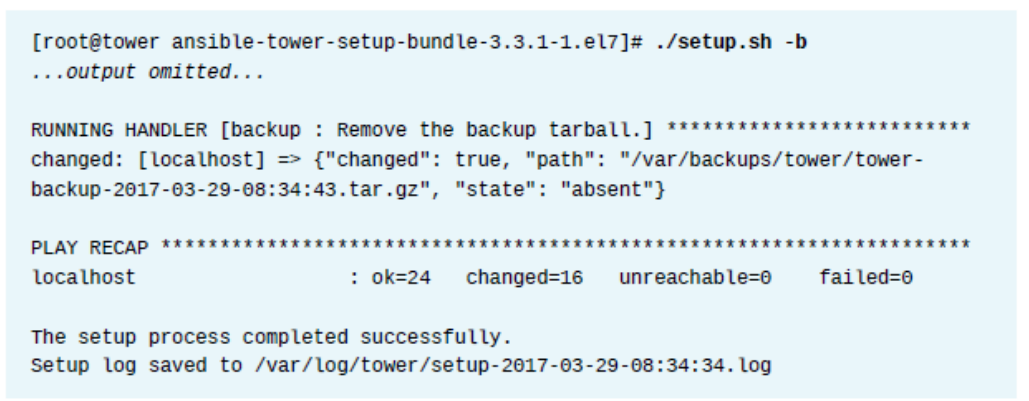 [root@tower ansible-tower-setup-bundle-3.3.1-1.el7]# ./setup.sh -b
...output omitted...
RUNNING HANDLER [backup : Remove the backup tarball.] **************************
changed: [localhost] => {"changed": true, "path": "/var/backups/tower/tower-
backup-2017-03-29-08:34:43.tar.gz", "state": "absent"}
PLAY RECAP *********************************************************************
localhost : ok=24 changed=16 unreachable=0 failed=0
The setup process completed successfully.
Setup log saved to /var/log/tower/setup-2017-03-29-08:34:34.log